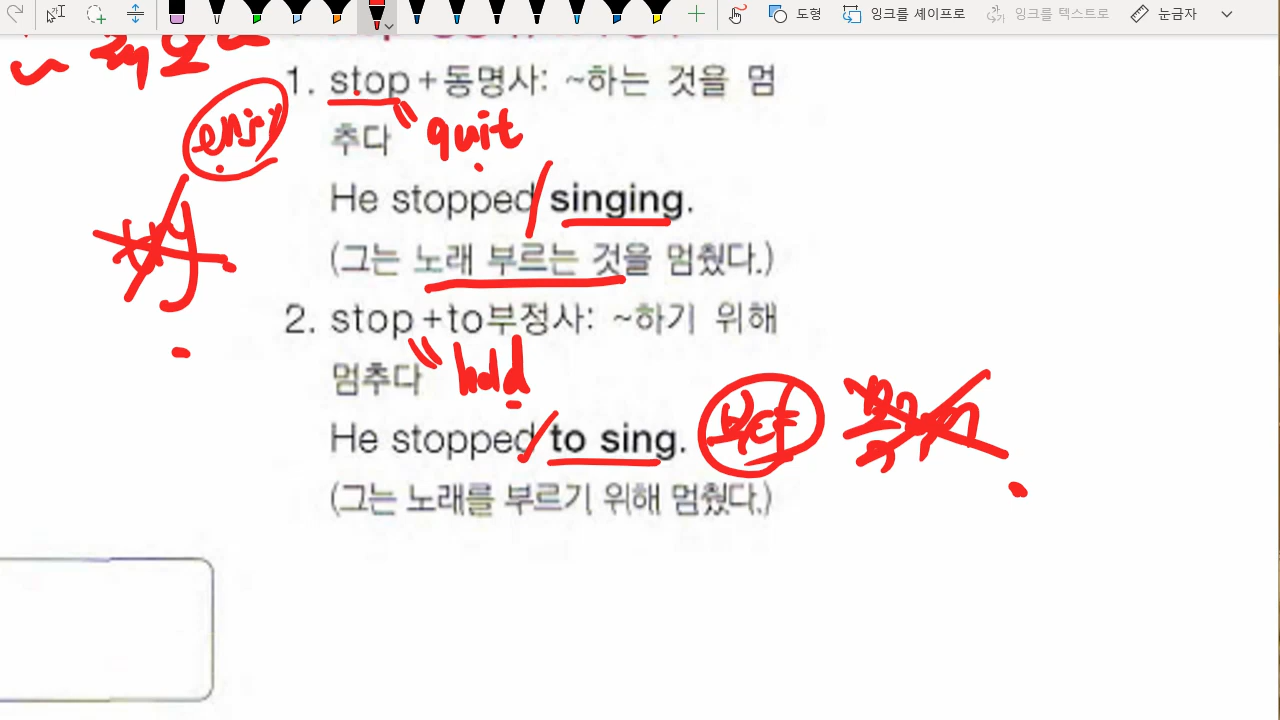 도형
잉크를 셰이프로
잉크를 텍스트로
눈금자
enjoy
1. stop+동명사: ~하는 것을 멈
추다
quit
He stopped singing.
(그는 노래 부르는 것을 멈췄다.)
2. stop+to부정사: ~하기 위해
멈추다
hold
He stopped to sing.
(그는 노래를 부르기 위해 멈췄다.)